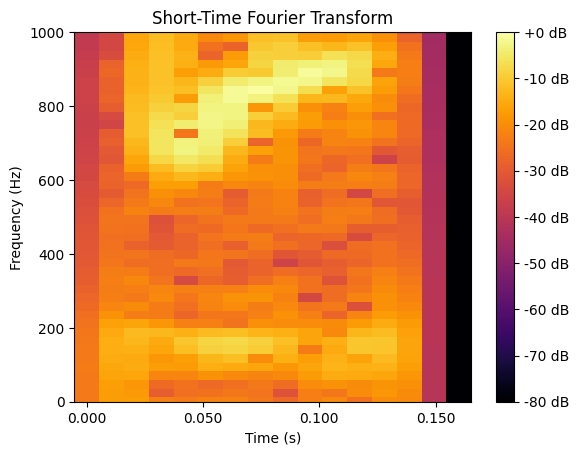 Short-Time Fourier Transform
1000
800
600
400
200
0
Frequency (Hz)
0.000
0.050
0.100
0.150
Time (s)
+0 dB
-10 dB
-20 dB
-30 dB
-40 dB
-50 dB
-60 dB
-70 dB
-80 dB